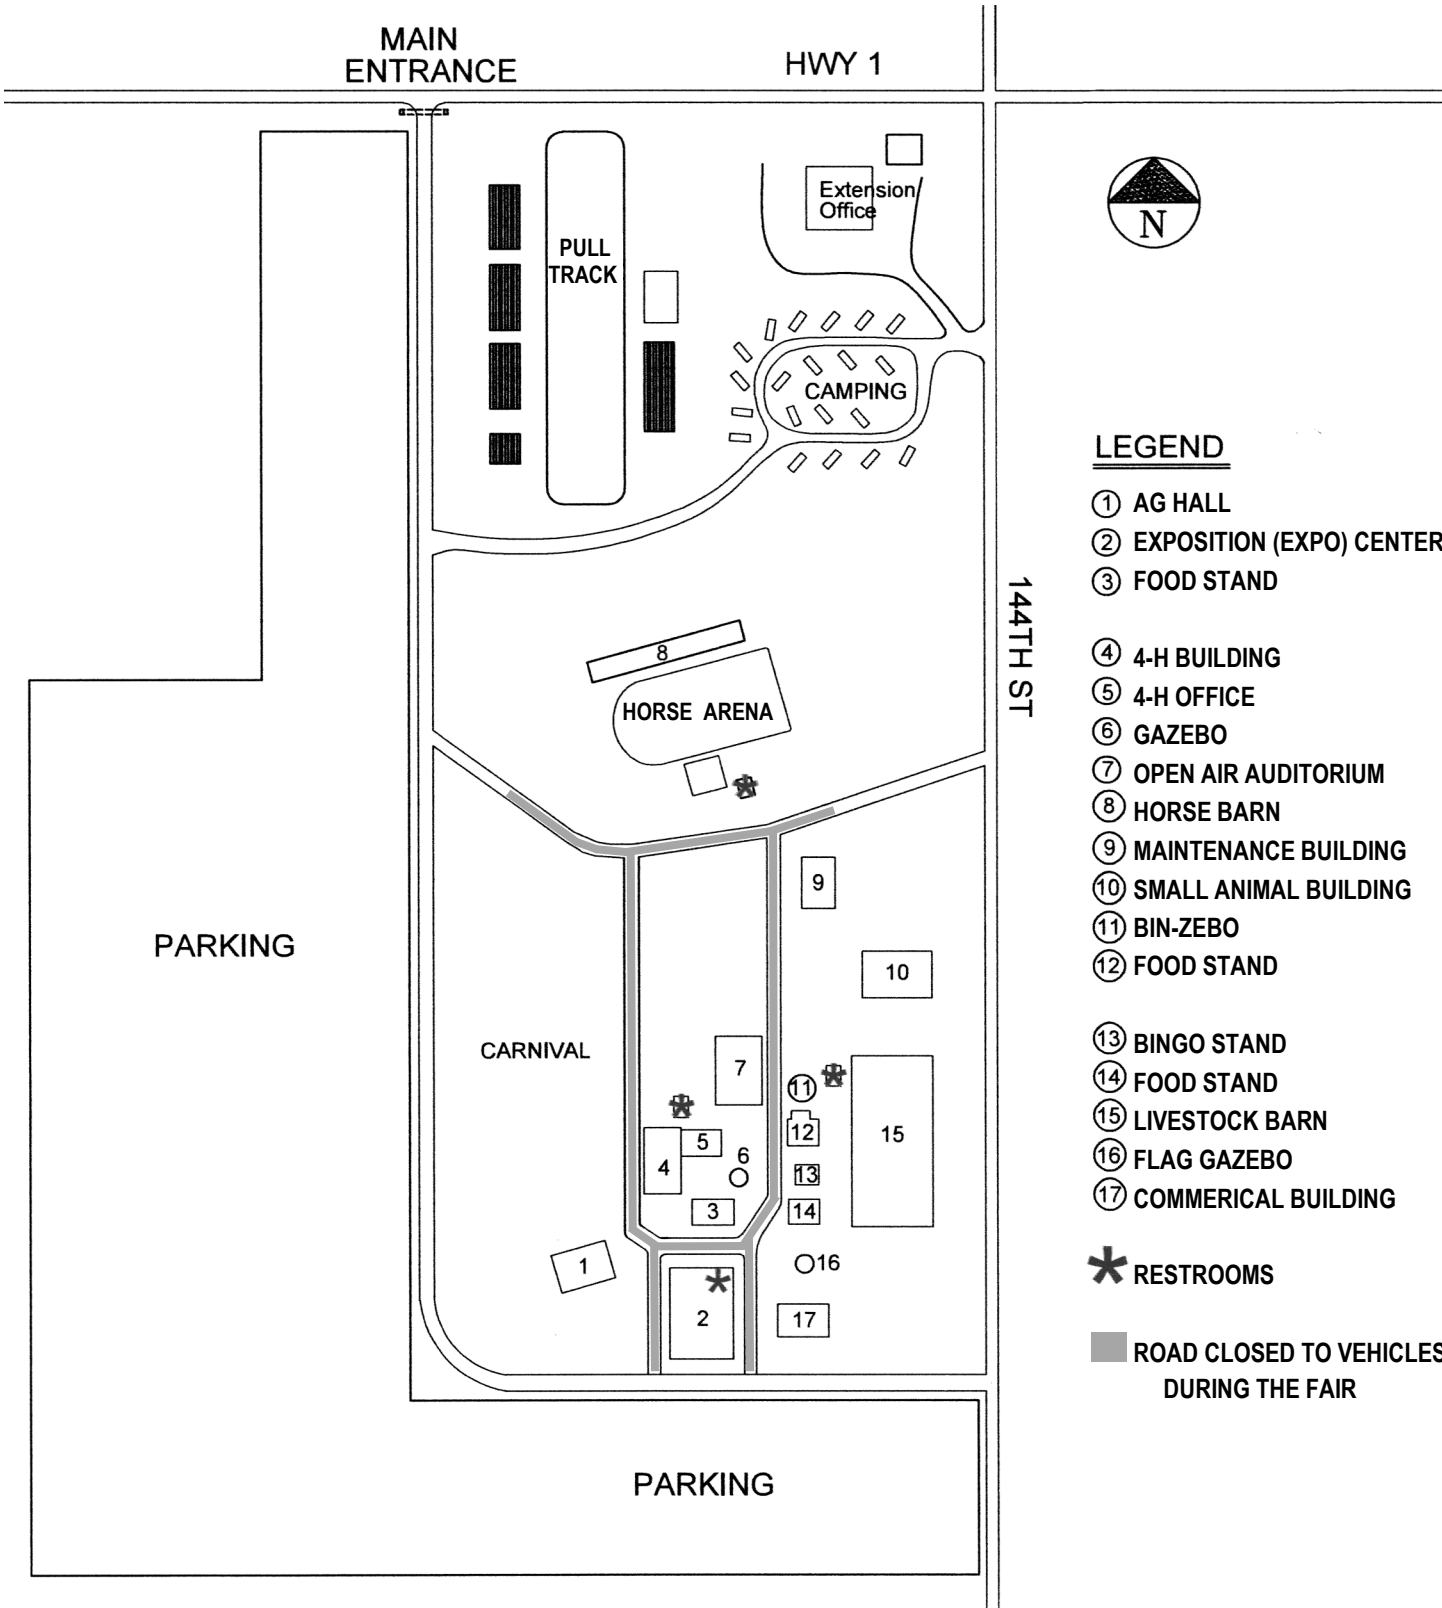 MAIN
ENTRANCE
HWY 1
Extension
Office
N
PULL
TRACK
CAMPING
144TH ST
8
HORSE ARENA
9
10
PARKING
CARNIVAL
7
11
12
15
5
4
6
13
3
14
1
16
2
17
PARKING
LEGEND
1 AG HALL
2 EXPOSITION (EXPO) CENTER
3 FOOD STAND
4 4-H BUILDING
5 4-H OFFICE
6 GAZEBO
7 OPEN AIR AUDITORIUM
8 HORSE BARN
9 MAINTENANCE BUILDING
10 SMALL ANIMAL BUILDING
11 BIN-ZEBO
12 FOOD STAND
13 BINGO STAND
14 FOOD STAND
15 LIVESTOCK BARN
16 FLAG GAZEBO
17 COMMERICAL BUILDING
RESTROOMS
ROAD CLOSED TO VEHICLES
DURING THE FAIR